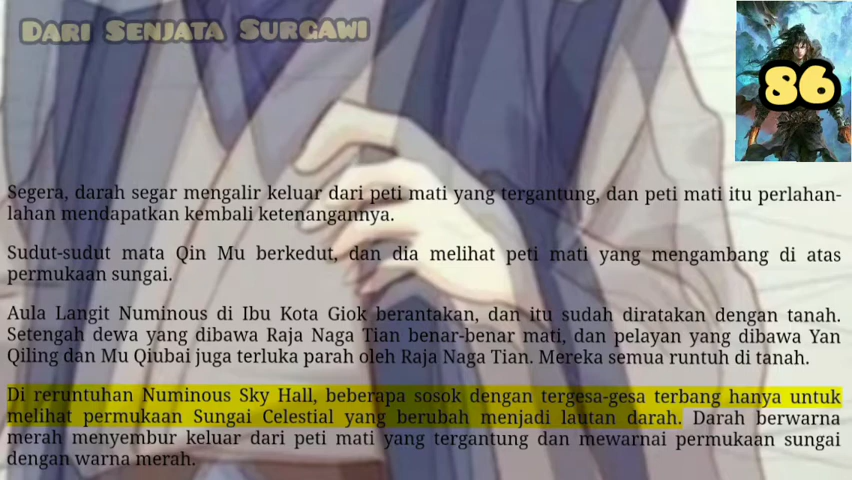 Dari Senjata Surgawi
86
Segera, darah segar mengalir keluar dari peti mati yang tergantung, dan peti mati itu perlahan-
lahan mendapatkan kembali ketenangannya.
Sudut-sudut mata Qin Mu berkedut, dan dia melihat peti mati yang mengambang di atas
permukaan sungai.
Aula Langit Numinous di Ibu Kota Giok berantakan, dan itu sudah diratakan dengan tanah.
Setengah dewa yang dibawa Raja Naga Tian benar-benar mati, dan pelayan yang dibawa Yan
Qiling dan Mu Qiubai juga terluka parah oleh Raja Naga Tian. Mereka semua runtuh di tanah.
Di reruntuhan Numinous Sky Hall, beberapa sosok dengan tergesa-gesa terbang hanya untuk
melihat permukaan Sungai Celestial yang berubah menjadi lautan darah. Darah berwarna
merah menyembur keluar dari peti mati yang tergantung dan mewarnai permukaan sungai
dengan warna merah.